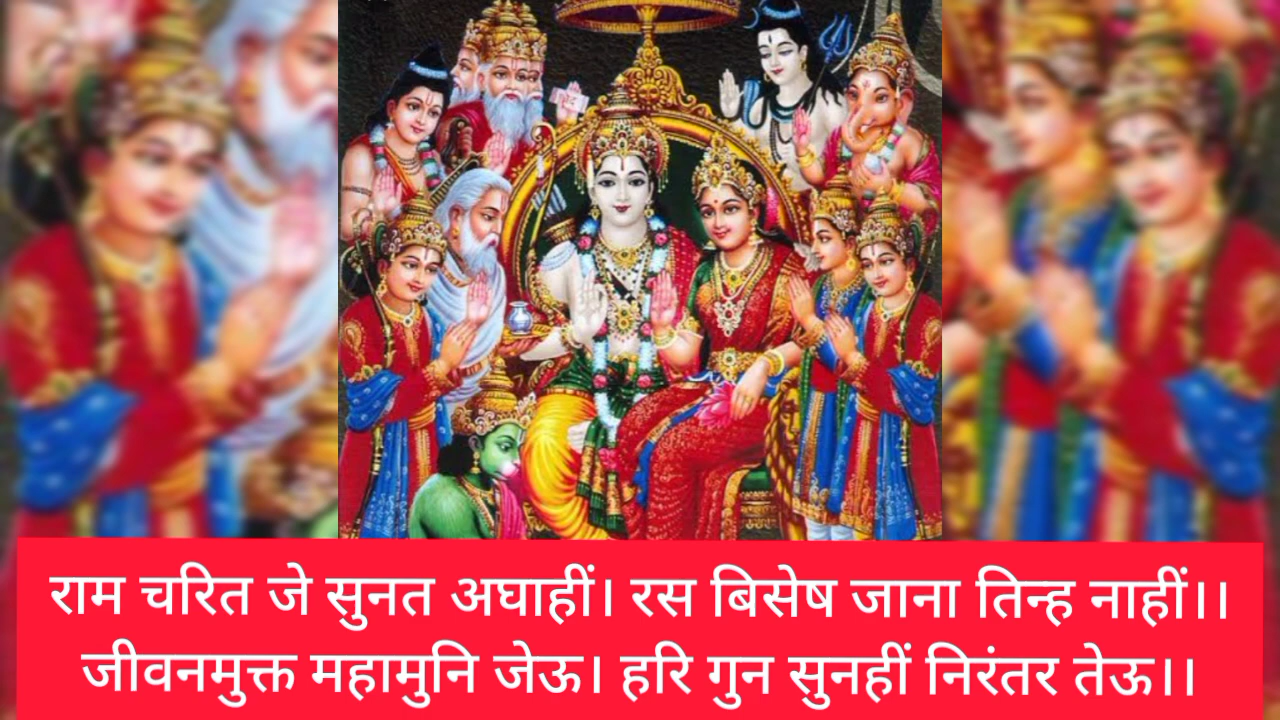 राम चरित जे सुनत अघाहीं। रस बिसेष जाना तिन्ह नाहीं।।
जीवनमुक्त महामुनि जेऊ। हरि गुन सुनहीं निरंतर तेऊ।।